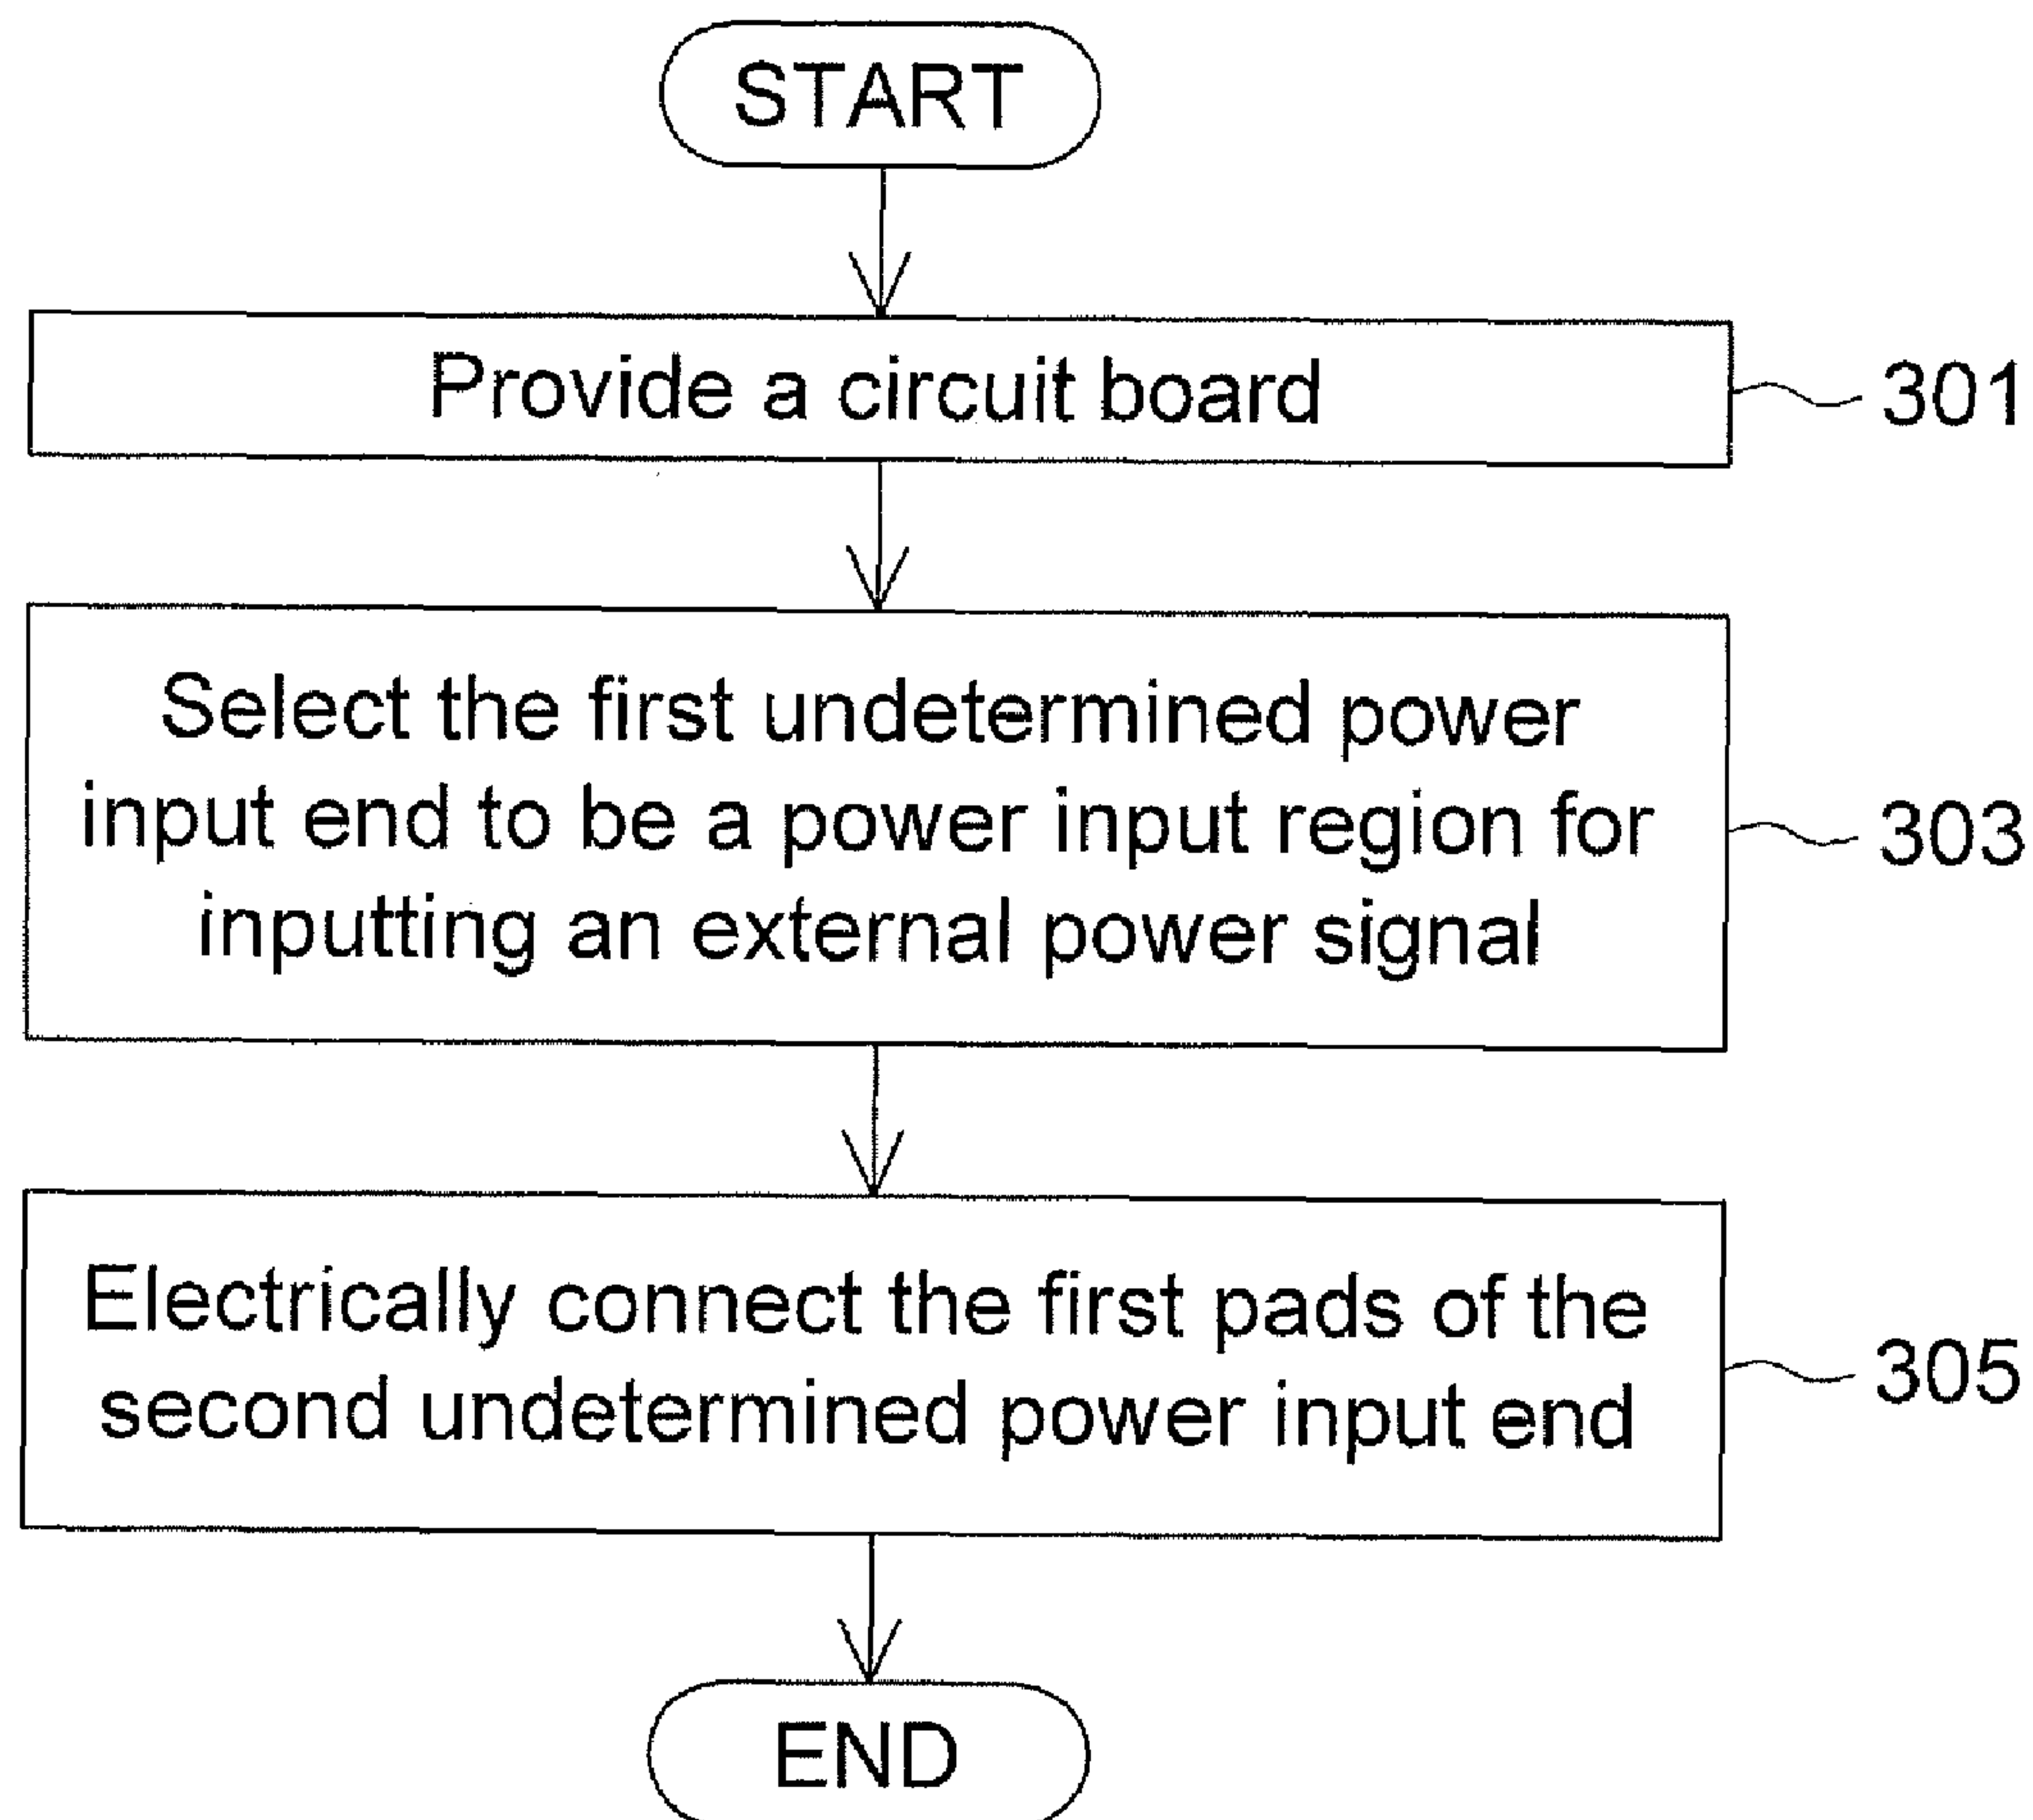 START
Provide a circuit board
301
Select the first undetermined power
input end to be a power input region for
inputting an external power signal
303
Electrically connect the first pads of the
second undetermined power input end
305
END